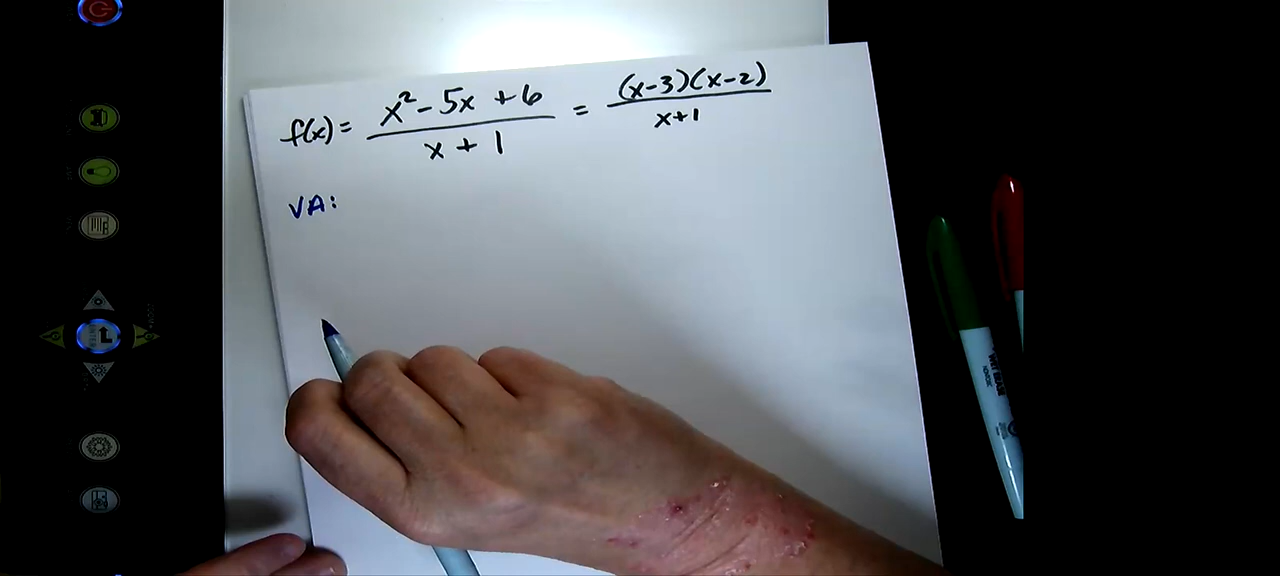 f(x) = x² - 5x + 6 / x + 1 = (x-3)(x-2) / x+1
VA: